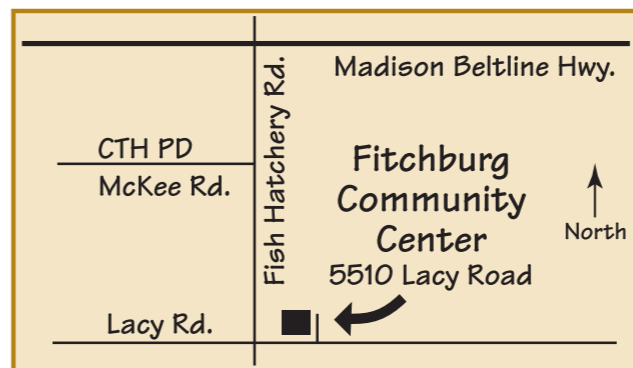 Madison Beltline Hwy.
Fish Hatchery Rd.
CTH PD
McKee Rd.
Fitchburg
Community
Center
5510 Lacy Road
North
Lacy Rd.